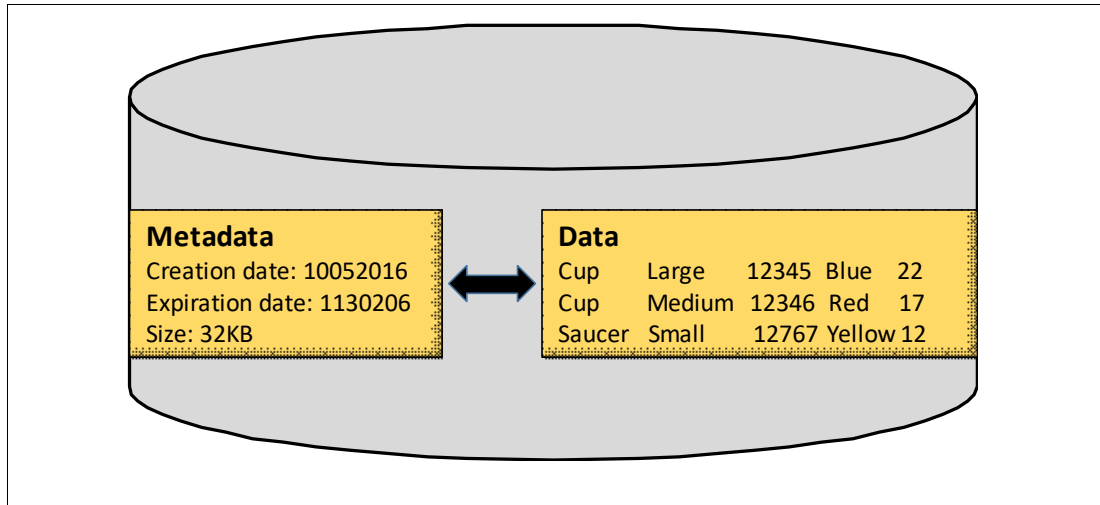 Metadata
Creation date: 10052016
Expiration date: 1130206
Size: 32KB
Data
Cup Large 12345 Blue 22
Cup Medium 12346 Red 17
Saucer Small 12767 Yellow 12